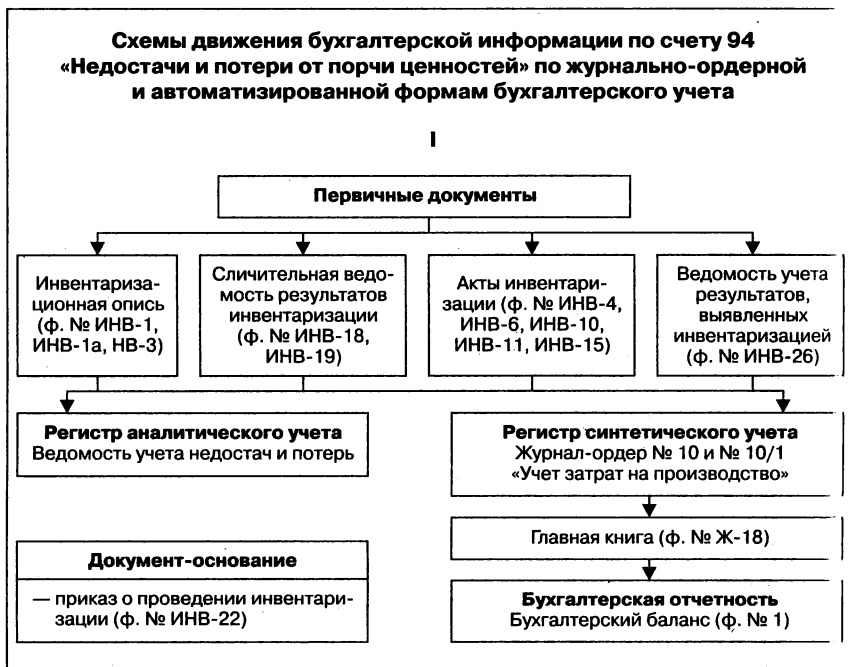 Схемы движения бухгалтерской информации по счету 94
«Недостачи и потери от порчи ценностей» по журнально-ордерной
и автоматизированной формам бухгалтерского учета
I
Первичные документы
Инвентариза-
ционная опись
(ф. № ИНВ-1,
ИНВ-1а, НВ-3)
Сличительная ведо-
мость результатов
инвентаризации
(ф. № ИНВ-18,
ИНВ-19)
Акты инвентари-
зации (ф. № ИНВ-4,
ИНВ-6, ИНВ-10,
ИНВ-11, ИНВ-15)
Ведомость учета
результатов,
выявленных
инвентаризацией
(ф. № ИНВ-26)
Регистр аналитического учета
Ведомость учета недостач и потерь
Регистр синтетического учета
Журнал-ордер № 10 и № 10/1
«Учет затрат на производство»
Главная книга (ф. № Ж-18)
Документ-основание
— приказ о проведении инвентари-
зации (ф. № ИНВ-22)
Бухгалтерская отчетность
Бухгалтерский баланс (ф. № 1)